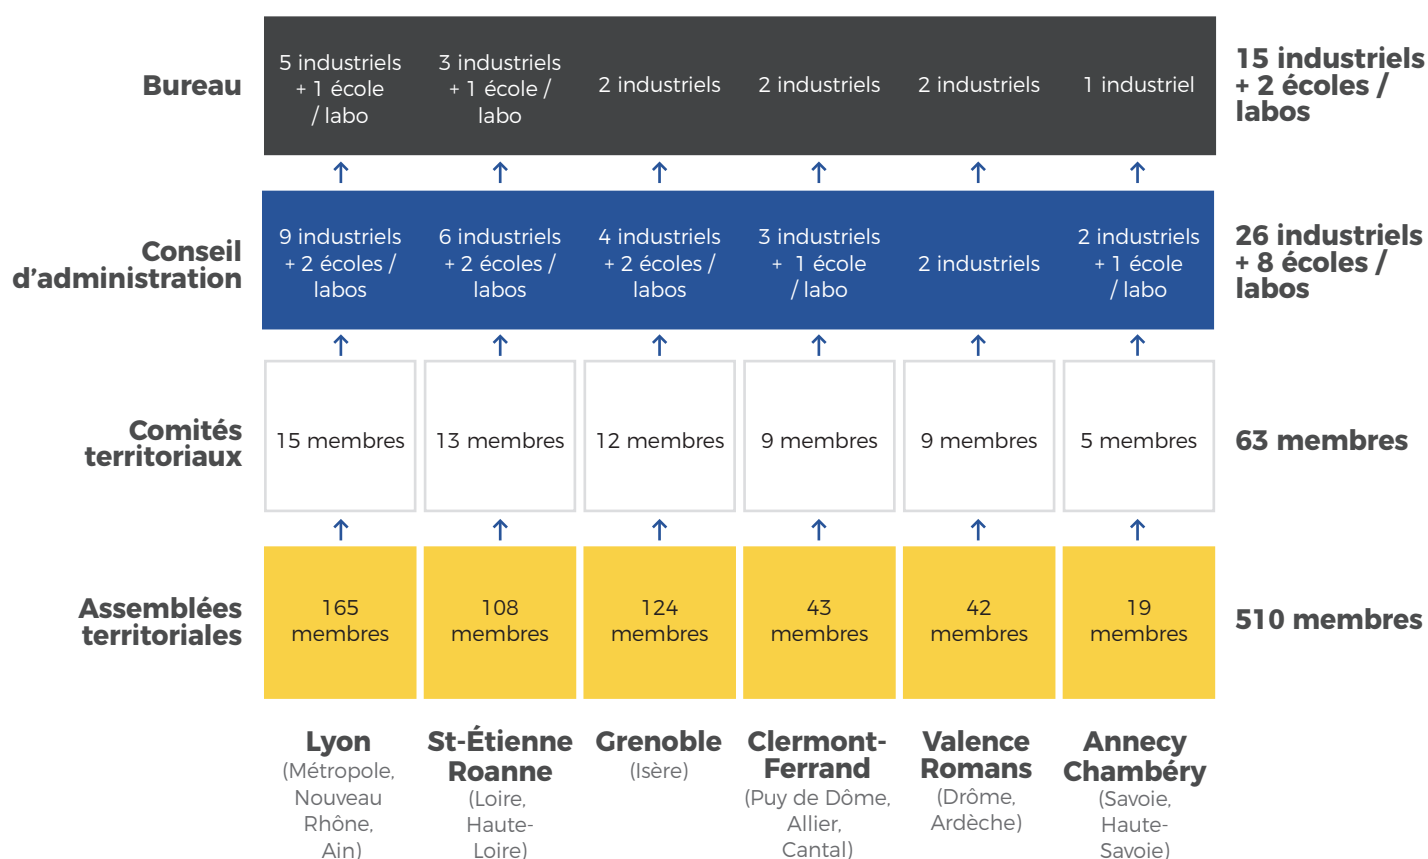 Bureau
5 industriels
+ 1 école
/ labo
3 industriels
+ 1 école /
labo
2 industriels
2 industriels
2 industriels
1 industriel
15 industriels
+ 2 écoles /
labos
Conseil
d’administration
9 industriels
+ 2 écoles /
labos
6 industriels
+ 2 écoles /
labos
4 industriels
+ 2 écoles /
labos
3 industriels
+ 1 école
/ labo
2 industriels
2 industriels
+ 1 école
/ labo
26 industriels
+ 8 écoles /
labos
Comités
territoriaux
15 membres
13 membres
12 membres
9 membres
9 membres
5 membres
63 membres
Assemblées
territoriales
165
membres
108
membres
124
membres
43
membres
42
membres
19
membres
510 membres
Lyon
(Métropole,
Nouveau
Rhône,
Ain)
St-Étienne
Roanne
(Loire,
Haute-
Loire)
Grenoble
(Isère)
Clermont-
Ferrand
(Puy de Dôme,
Allier,
Cantal)
Valence
Romans
(Drôme,
Ardèche)
Annecy
Chambéry
(Savoie,
Haute-
Savoie)